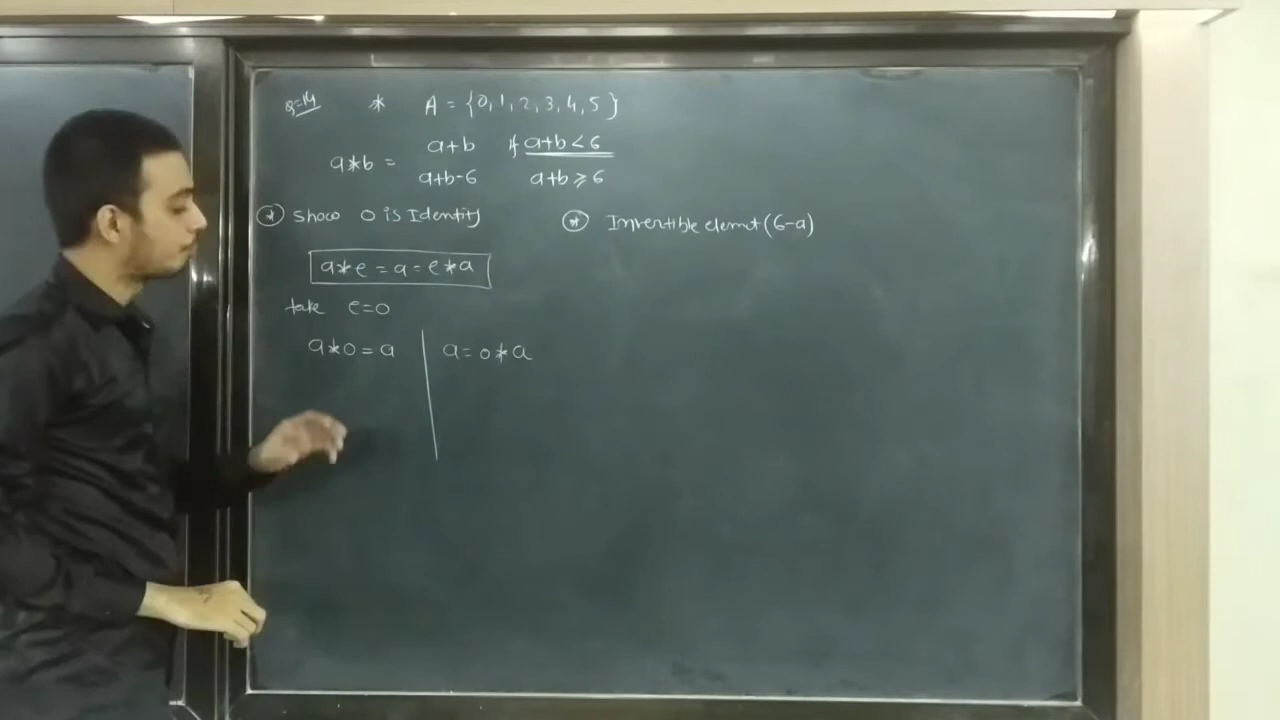 Q=14 * A = {0, 1, 2, 3, 4, 5}
a*b = a+b if a+b < 6
a+b-6 a+b ≥ 6
* Show 0 is Identity
* Invertible elemnt (6-a)
a*e = a = e*a
take e=0
a*0 = a
a = 0*a